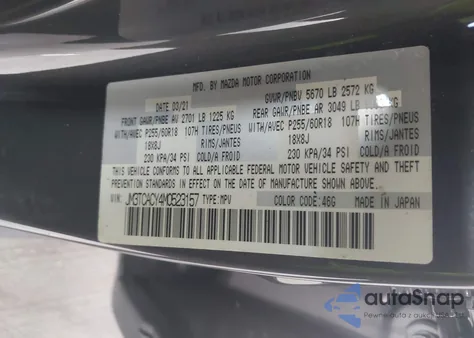 MFD. BY MAZDA MOTOR CORPORATION
DATE 03/21
GVWR/PNBV 5670 LB 2572 KG
FRONT GAWR/PNBE AV 2701 LB 1225 KG
REAR GAWR/PNBE AR 3049 LB KG
WITH/AVEC P255/60R18 107H TIRES/PNEUS
18X8J RIMS/JANTES
230 KPA/34 PSI COLD/A FROID
WITH/AVEC P255/60R18 107H TIRES/PNEUS
18X8J RIMS/JANTES
230 KPA/34 PSI COLD/A FROID
THIS VEHICLE CONFORMS TO ALL APPLICABLE FEDERAL MOTOR VEHICLE
SAFETY AND THEFT PREVENTION STANDARDS IN EFFECT ON THE
DATE OF MANUFACTURE SHOWN ABOVE.
VIN: JM3TCACY4M0523157 TYPE:MPV
COLOR CODE:46G MADE IN JAPAN
autoSnap
Pewne auto z